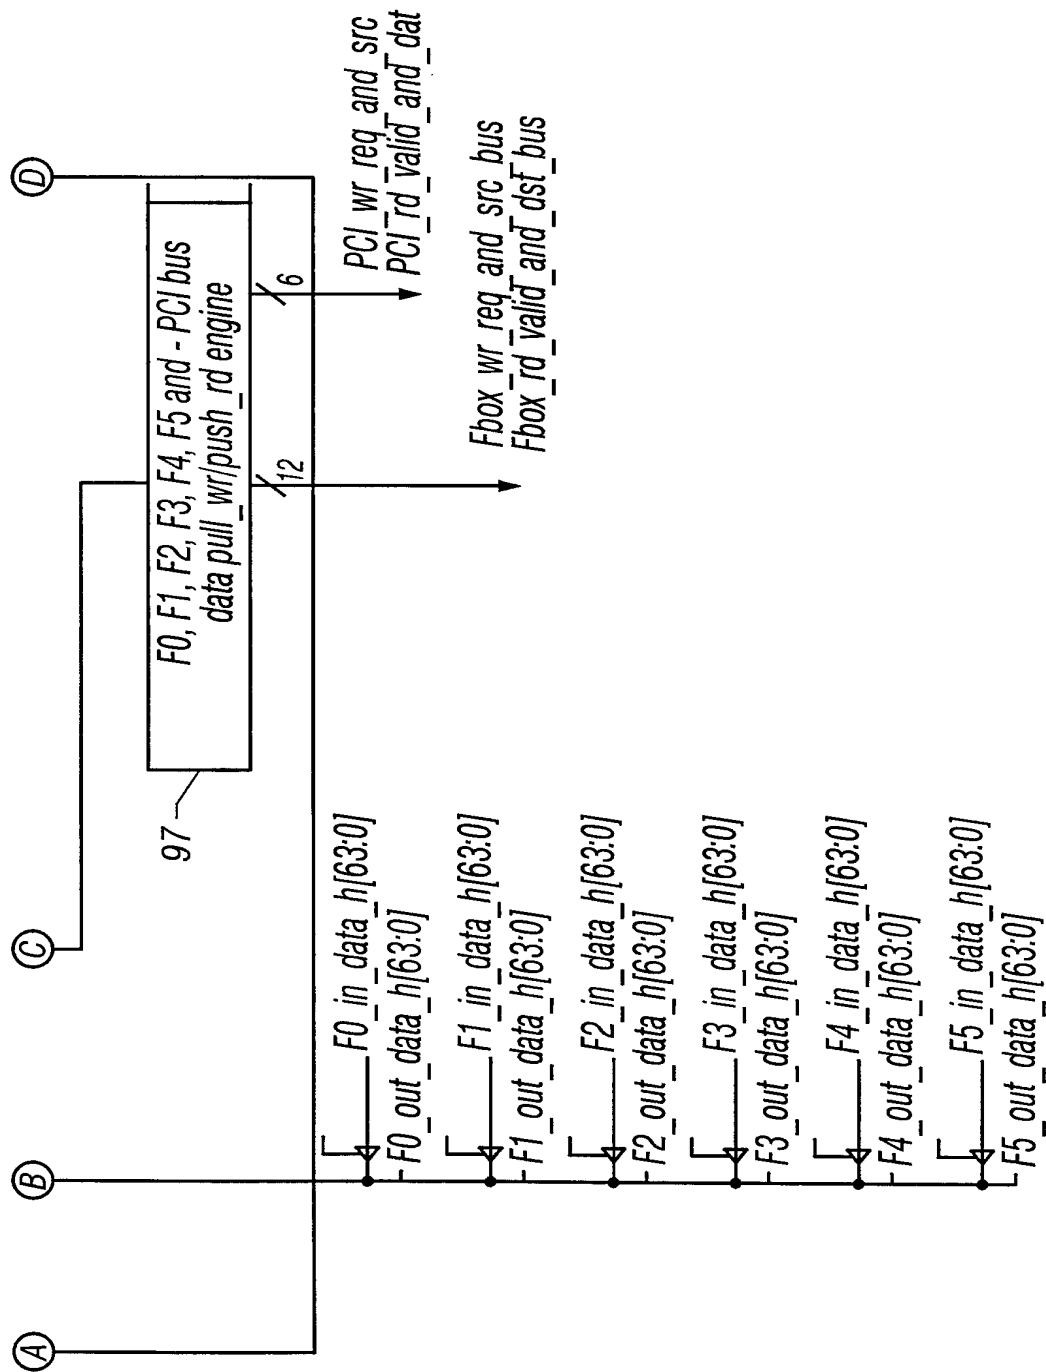 A
B
C
D
97
F0, F1, F2, F3, F4, F5 and - PCI bus
data pull_wr/push_rd engine
12
6
PCI_wr_req_and_src
PCI_rd_valid_and_dat
Fbox_wr_req_and_src_bus
Fbox_rd_valid_and_dst_bus
F0_in_data_h[63:0]
F0_out_data_h[63:0]
F1_in_data_h[63:0]
F1_out_data_h[63:0]
F2_in_data_h[63:0]
F2_out_data_h[63:0]
F3_in_data_h[63:0]
F3_out_data_h[63:0]
F4_in_data_h[63:0]
F4_out_data_h[63:0]
F5_in_data_h[63:0]
F5_out_data_h[63:0]